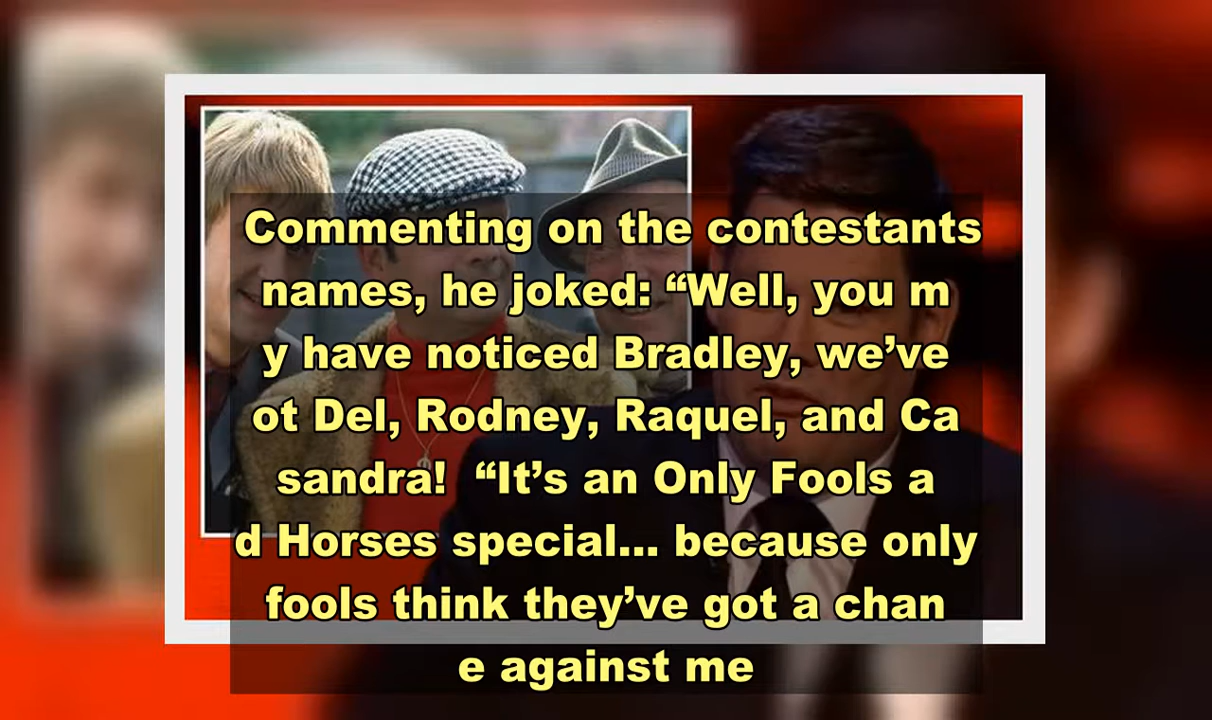 Commenting on the contestants
names, he joked: “Well, you m
y have noticed Bradley, we’ve
ot Del, Rodney, Raquel, and Ca
sandra!  “It’s an Only Fools a
d Horses special... because only
fools think they’ve got a chan
e against me